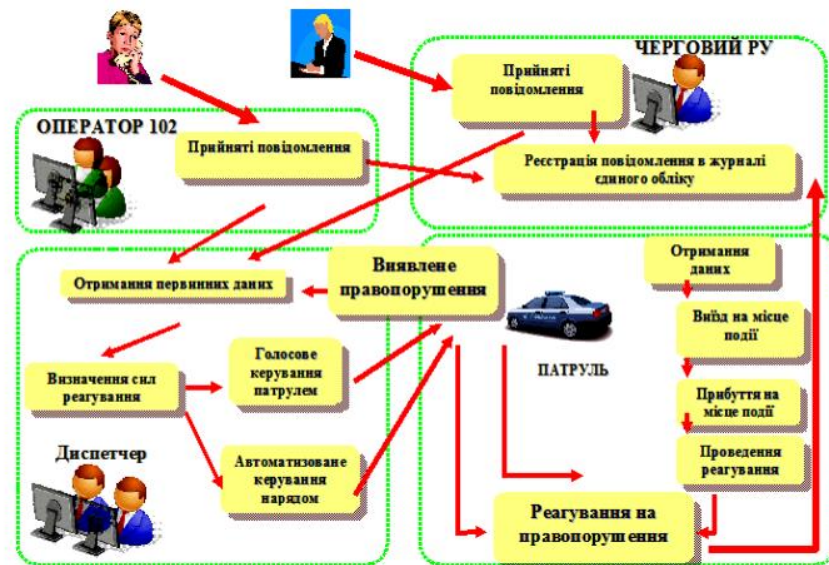 ЧЕРГОВИЙ РУ
Прийняті
повідомлення
ОПЕРАТОР 102
Прийняті повідомлення
Реєстрація повідомлення в журналі
єдиного обліку
Отримання первинних даних
Виявлене
правопорушення
Отримання
даних
Виїзд на місце
події
ПАТРУЛЬ
Визначення сил
реагування
Голосове
керування
патрулем
Прибуття на
місце події
Диспетчер
Автоматизоване
керування
нарядом
Проведення
реагування
Реагування на
правопорушення